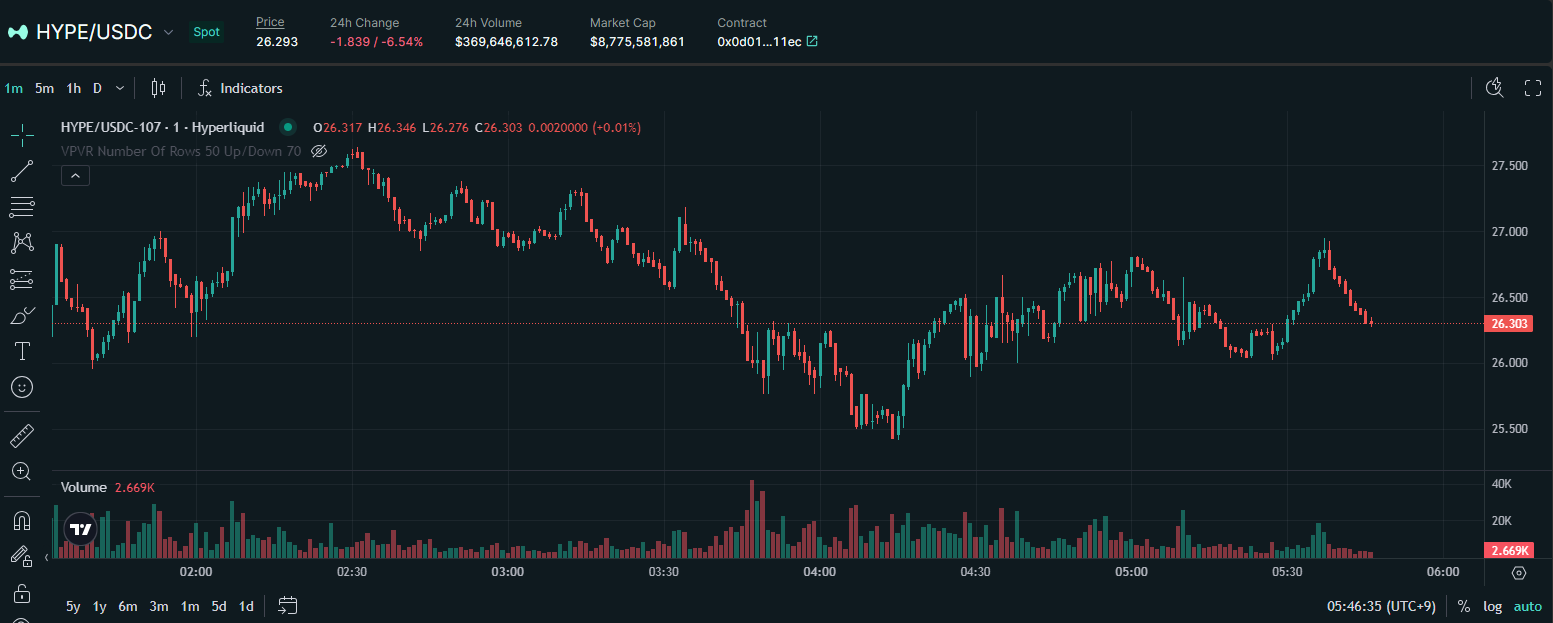 HYPE/USDC Spot
Price
26.293
24h Change
-1.839 / -6.54%
24h Volume
$369,646,612.78
Market Cap
$8,775,581,861
Contract
0x0d01...11ec
1m 5m 1h D Indicators
HYPE/USDC-107 · 1 · Hyperliquid O26.317 H26.346 L26.276 C26.303 0.0020000 (+0.01%)
VPVR Number Of Rows 50 Up/Down 70
27.500
27.000
26.500
26.303
26.000
25.500
Volume 2.669K
40K
20K
2.669K
02:00 02:30 03:00 03:30 04:00 04:30 05:00 05:30 06:00
5y 1y 6m 3m 1m 5d 1d 05:46:35 (UTC+9) % log auto